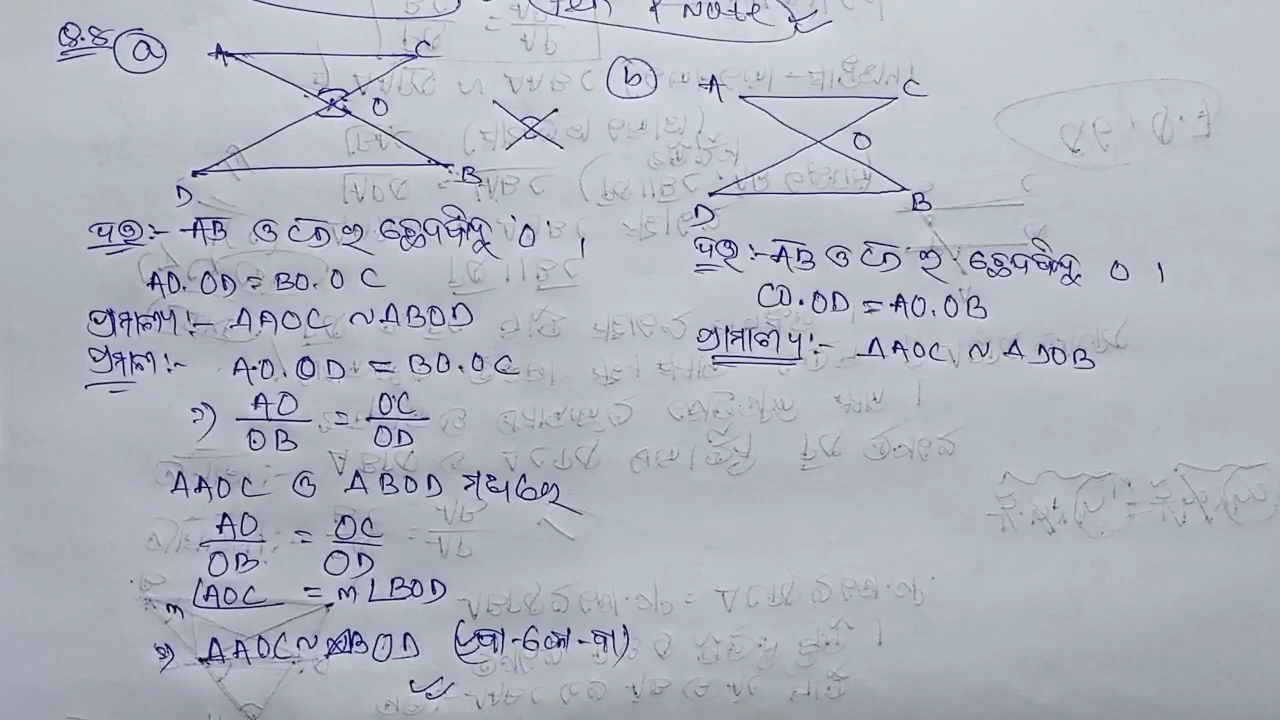 Q.8 (a)
A C
O
D B
ଦତ୍ତ :- AB ଓ CD ର ଛେଦବିନ୍ଦୁ O ।
AO.OD = BO.OC
ପ୍ରାମାଣ୍ୟ :- ΔAOC ~ ΔBOD
ପ୍ରମାଣ :- AO.OD = BO.OC
⇒ AO/OB = OC/OD
ΔAOC ଓ ΔBOD ମଧ୍ୟରେ
AO/OB = OC/OD
m∠AOC = m∠BOD
⇒ ΔAOC ~ ΔBOD (ବା-କୋ-ବା)
(b)
A C
O
D B
ଦତ୍ତ :- AB ଓ CD ର ଛେଦବିନ୍ଦୁ O ।
CO.OD = AO.OB
ପ୍ରାମାଣ୍ୟ :- ΔAOC ~ ΔDOB